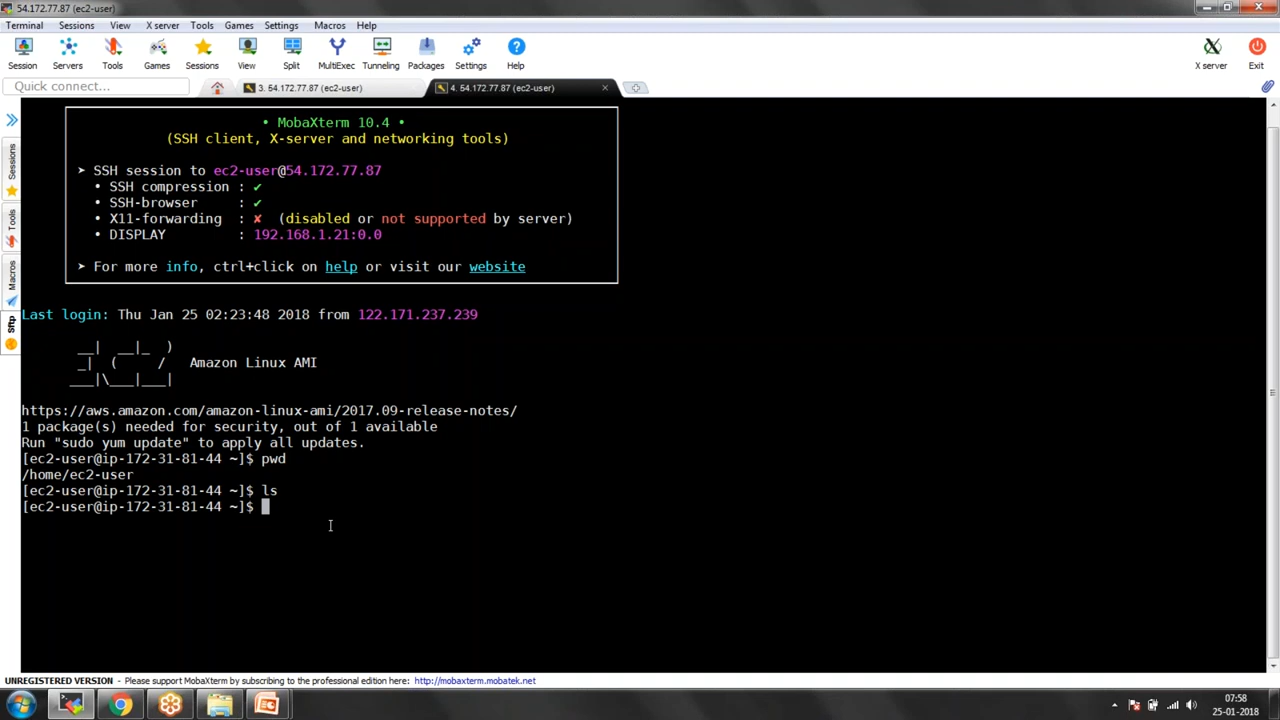 54.172.77.87 (ec2-user)
Terminal Sessions View X server Tools Games Settings Macros Help
Session Servers Tools Games Sessions View Split MultiExec Tunneling Packages Settings Help X server Exit
Quick connect...
3. 54.172.77.87 (ec2-user)
4. 54.172.77.87 (ec2-user)
Sessions
Tools
Macros
Sftp
• MobaXterm 10.4 •
(SSH client, X-server and networking tools)
➤ SSH session to ec2-user@54.172.77.87
• SSH compression : ✔
• SSH-browser : ✔
• X11-forwarding : ✘ (disabled or not supported by server)
• DISPLAY : 192.168.1.21:0.0
➤ For more info, ctrl+click on help or visit our website
Last login: Thu Jan 25 02:23:48 2018 from 122.171.237.239
__| __|_ )
_| ( / Amazon Linux AMI
___|\___|___|
https://aws.amazon.com/amazon-linux-ami/2017.09-release-notes/
1 package(s) needed for security, out of 1 available
Run "sudo yum update" to apply all updates.
[ec2-user@ip-172-31-81-44 ~]$ pwd
/home/ec2-user
[ec2-user@ip-172-31-81-44 ~]$ ls
[ec2-user@ip-172-31-81-44 ~]$
UNREGISTERED VERSION - Please support MobaXterm by subscribing to the professional edition here: http://mobaxterm.mobatek.net
07:58
25-01-2018